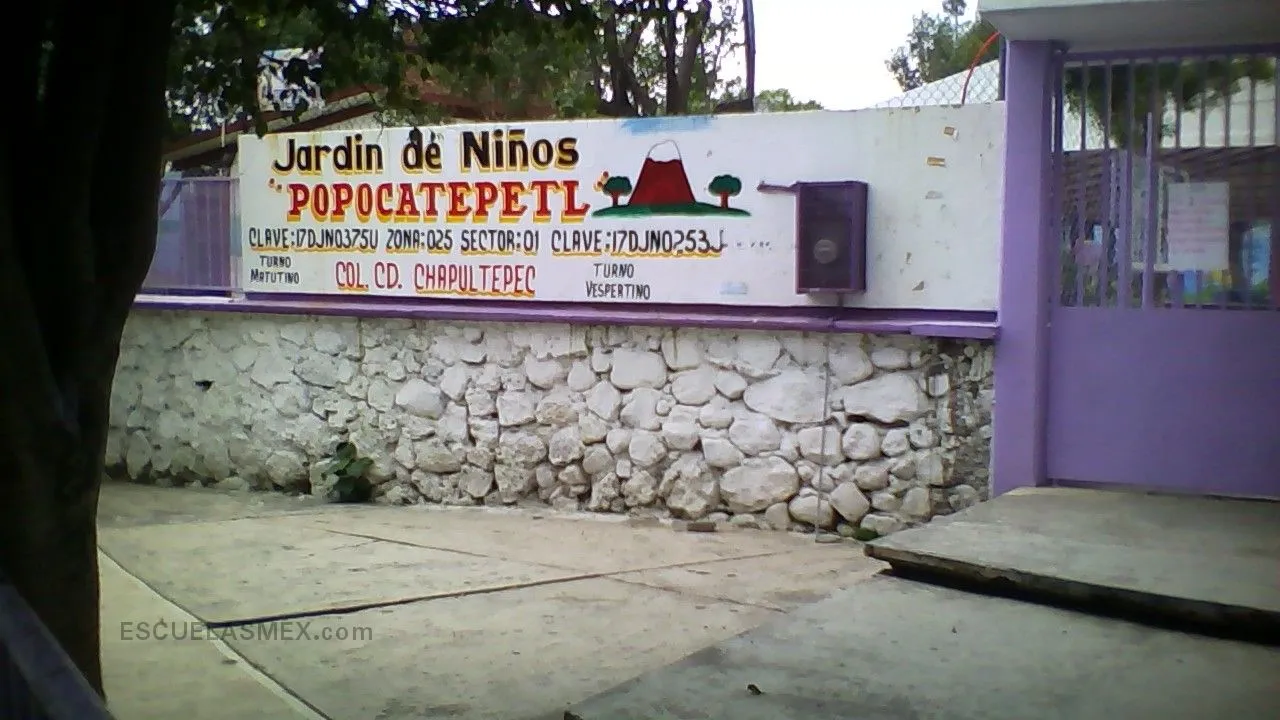 Jardin de Niños
"POPOCATEPETL"
CLAVE:17DJN0375U ZONA:025 SECTOR:01 CLAVE:17DJN0253J
TURNO MATUTINO
COL. CD. CHAPULTEPEC
TURNO VESPERTINO
ESCUELASMEX.com